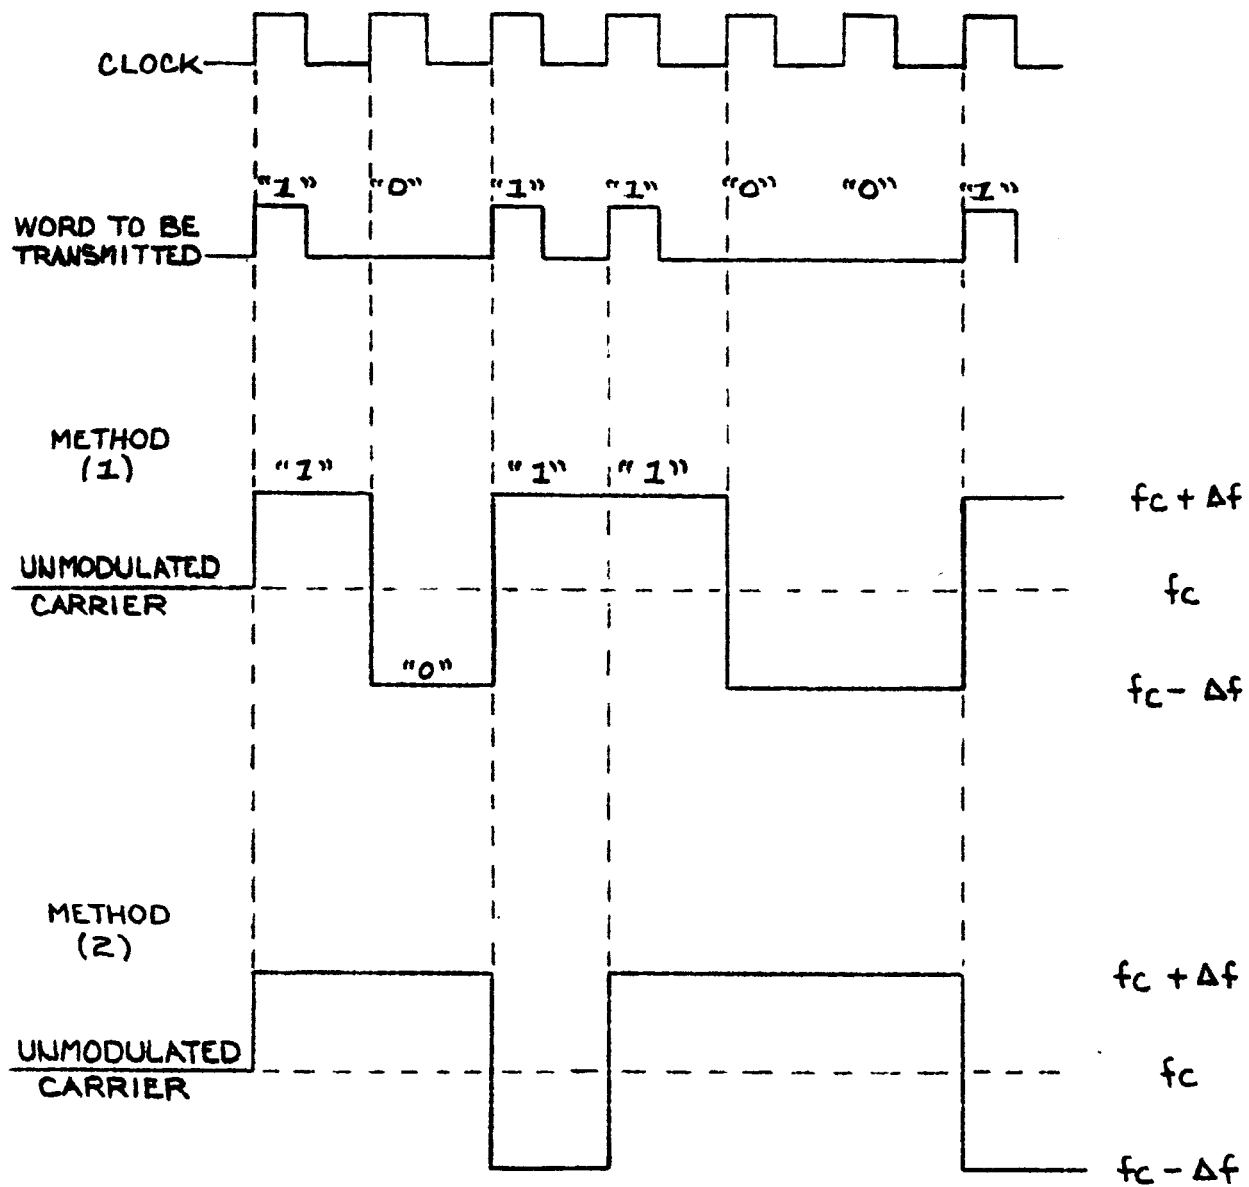 CLOCK
"1" "0" "1" "1" "0" "0" "1"
WORD TO BE
TRANSMITTED
METHOD
(1)
"1" "1" "1"
fc + Δf
UNMODULATED
CARRIER
fc
"0"
fc - Δf
METHOD
(2)
fc + Δf
UNMODULATED
CARRIER
fc
fc - Δf